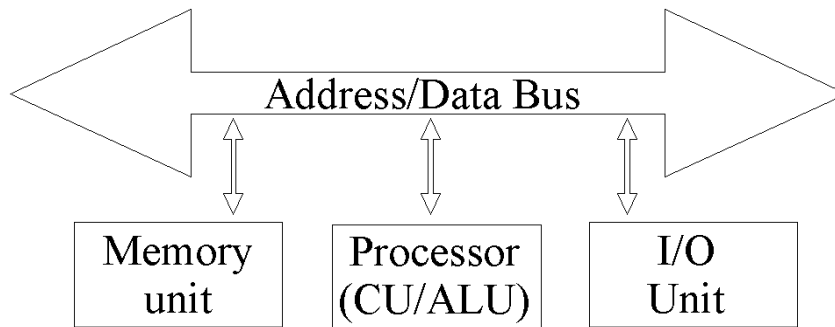 Address/Data Bus
Memory
unit
Processor
(CU/ALU)
I/O
Unit